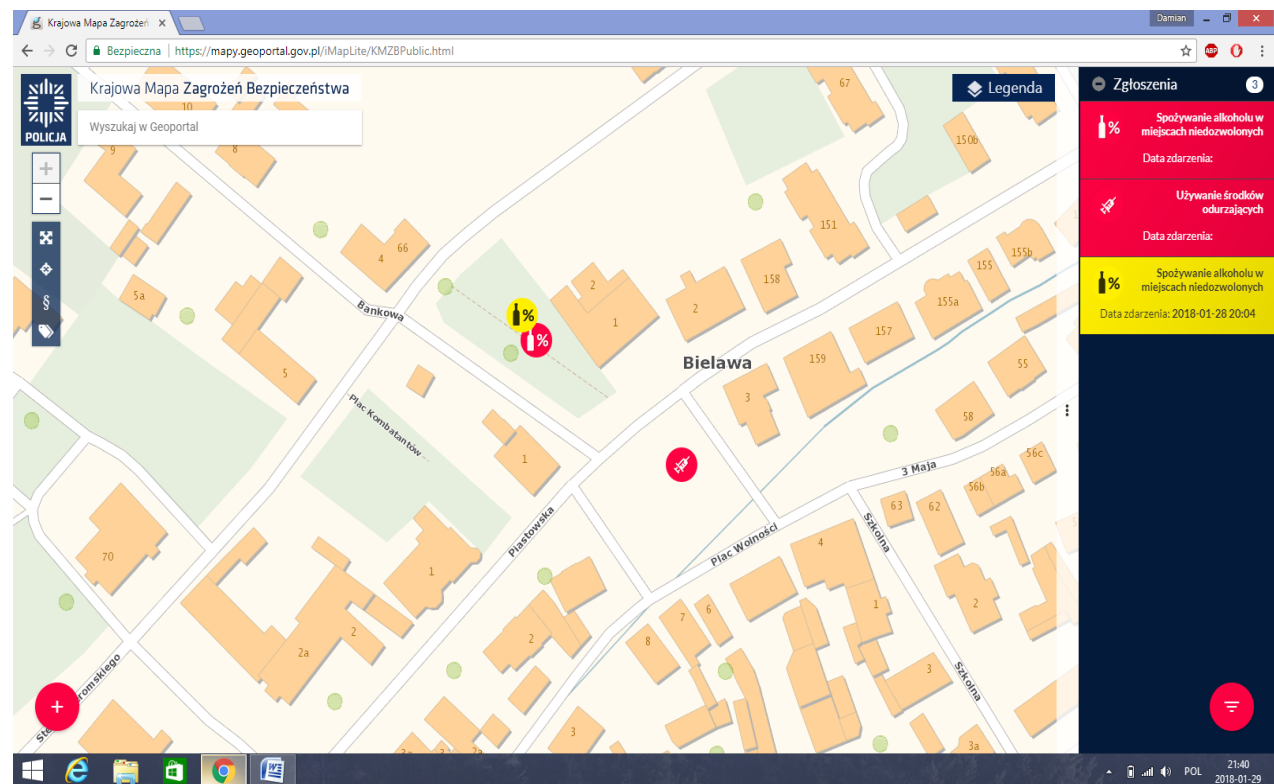 Krajowa Mapa Zagrożeń
Damian
Bezpieczna | https://mapy.geoportal.gov.pl/iMapLite/KMZBPublic.html
ABP
POLICJA
Krajowa Mapa Zagrożeń Bezpieczeństwa
Wyszukaj w Geoportal
Legenda
Zgłoszenia 3
Spożywanie alkoholu w
miejscach niedozwolonych
Data zdarzenia:
Używanie środków
odurzających
Data zdarzenia:
Spożywanie alkoholu w
miejscach niedozwolonych
Data zdarzenia: 2018-01-28 20:04
10
67
9
8
150b
66
4
151
155b
155
5a
2
158
155a
Bankowa
%
%
1
2
157
Bielawa
159
55
5
3
Plac Kombatantów
58
1
3 Maja
56c
56a
56b
63
62
Piastowska
Szkolna
Plac Wolności
4
70
1
7
6
1
2
2
2
8
2a
3
Szkolna
3
3a
POL
21:40
2018-01-29